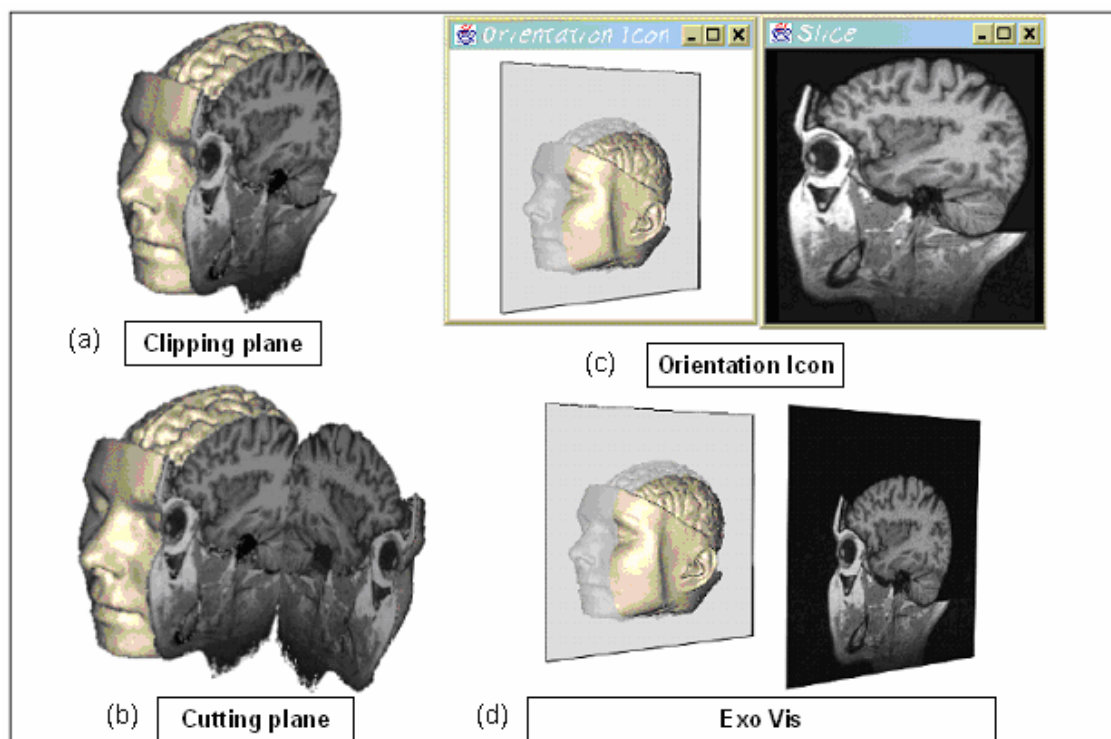 Orientation Icon
Slice
(a) Clipping plane
(c) Orientation Icon
(b) Cutting plane
(d) Exo Vis